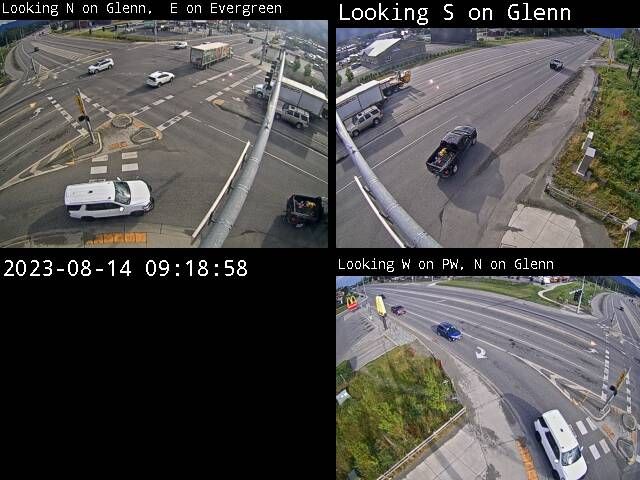 Looking N on Glenn,  E on Evergreen
Looking S on Glenn
2023-08-14 09:18:58
Looking W on PW, N on Glenn